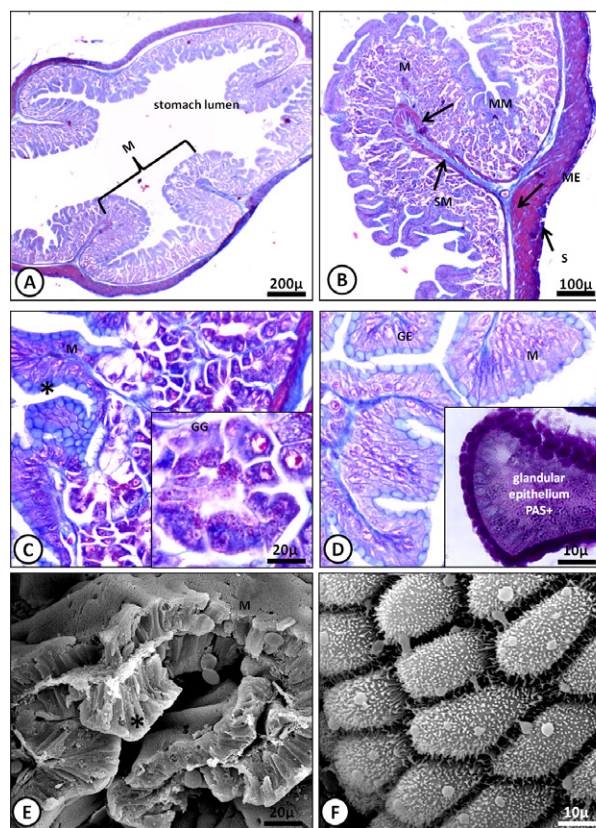 stomach lumen
M
A
200µ
M
MM
SM
ME
S
B
100µ
M
*
GG
C
20µ
GE
M
glandular
epithelium
PAS+
D
10µ
M
*
E
20µ
F
10µ